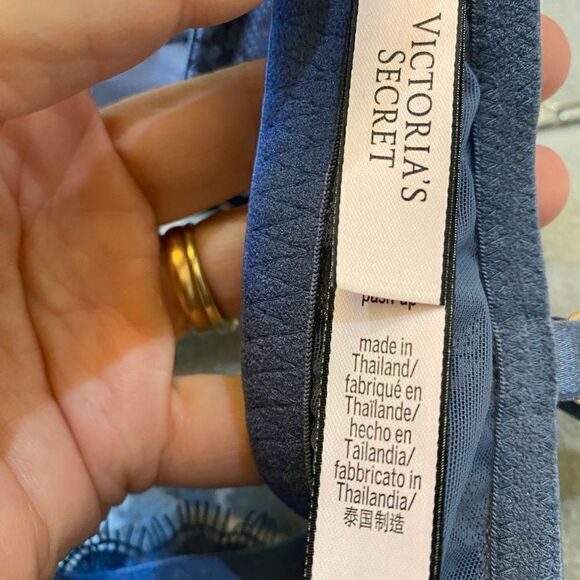 VICTORIA'S
SECRET
push-up
made in
Thailand/
fabriqué en
Thaïlande/
hecho en
Tailandia/
fabbricato in
Thailandia/
泰国制造